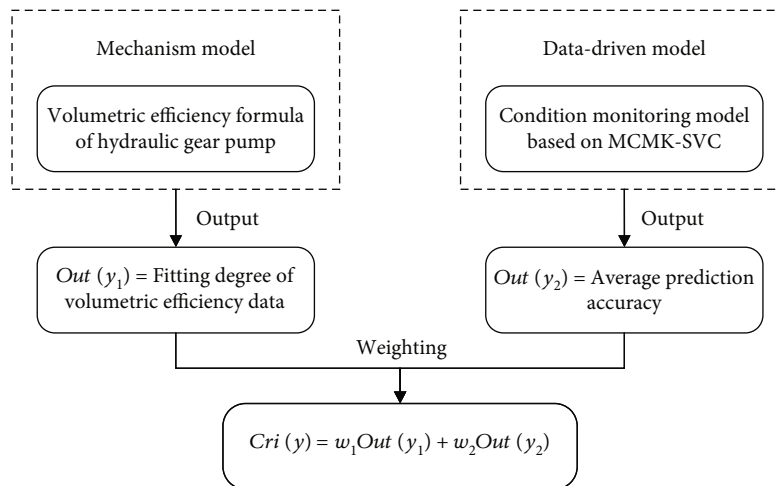 Mechanism model
Volumetric efficiency formula
of hydraulic gear pump
Data-driven model
Condition monitoring model
based on MCMK-SVC
Output
Output
Out (y₁) = Fitting degree of
volumetric efficiency data
Out (y₂) = Average prediction
accuracy
Weighting
Cri (y) = w₁Out (y₁) + w₂Out (y₂)